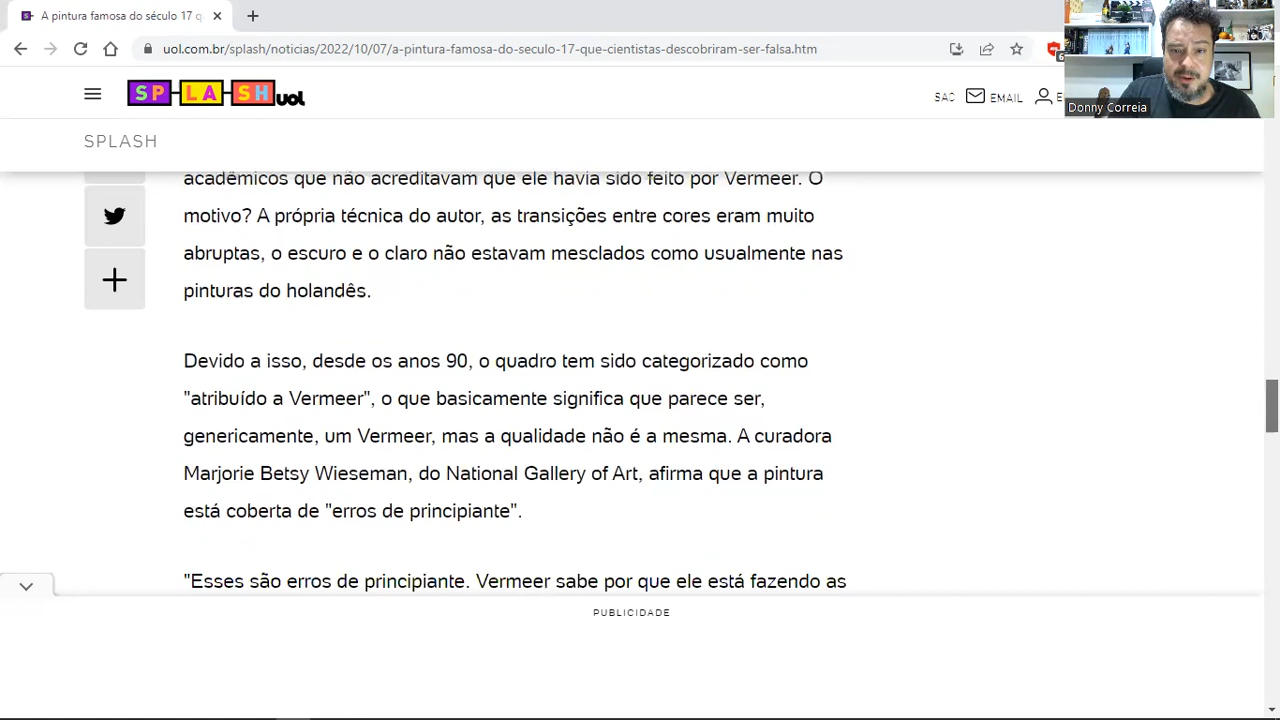 A pintura famosa do século 17 q
uol.com.br/splash/noticias/2022/10/07/a-pintura-famosa-do-seculo-17-que-cientistas-descobriram-ser-falsa.htm
6
Donny Correia
SPLASH uol
SAC EMAIL E
SPLASH
acadêmicos que não acreditavam que ele havia sido feito por Vermeer. O
motivo? A própria técnica do autor, as transições entre cores eram muito
abruptas, o escuro e o claro não estavam mesclados como usualmente nas
pinturas do holandês.
Devido a isso, desde os anos 90, o quadro tem sido categorizado como
"atribuído a Vermeer", o que basicamente significa que parece ser,
genericamente, um Vermeer, mas a qualidade não é a mesma. A curadora
Marjorie Betsy Wieseman, do National Gallery of Art, afirma que a pintura
está coberta de "erros de principiante".
"Esses são erros de principiante. Vermeer sabe por que ele está fazendo as
PUBLICIDADE